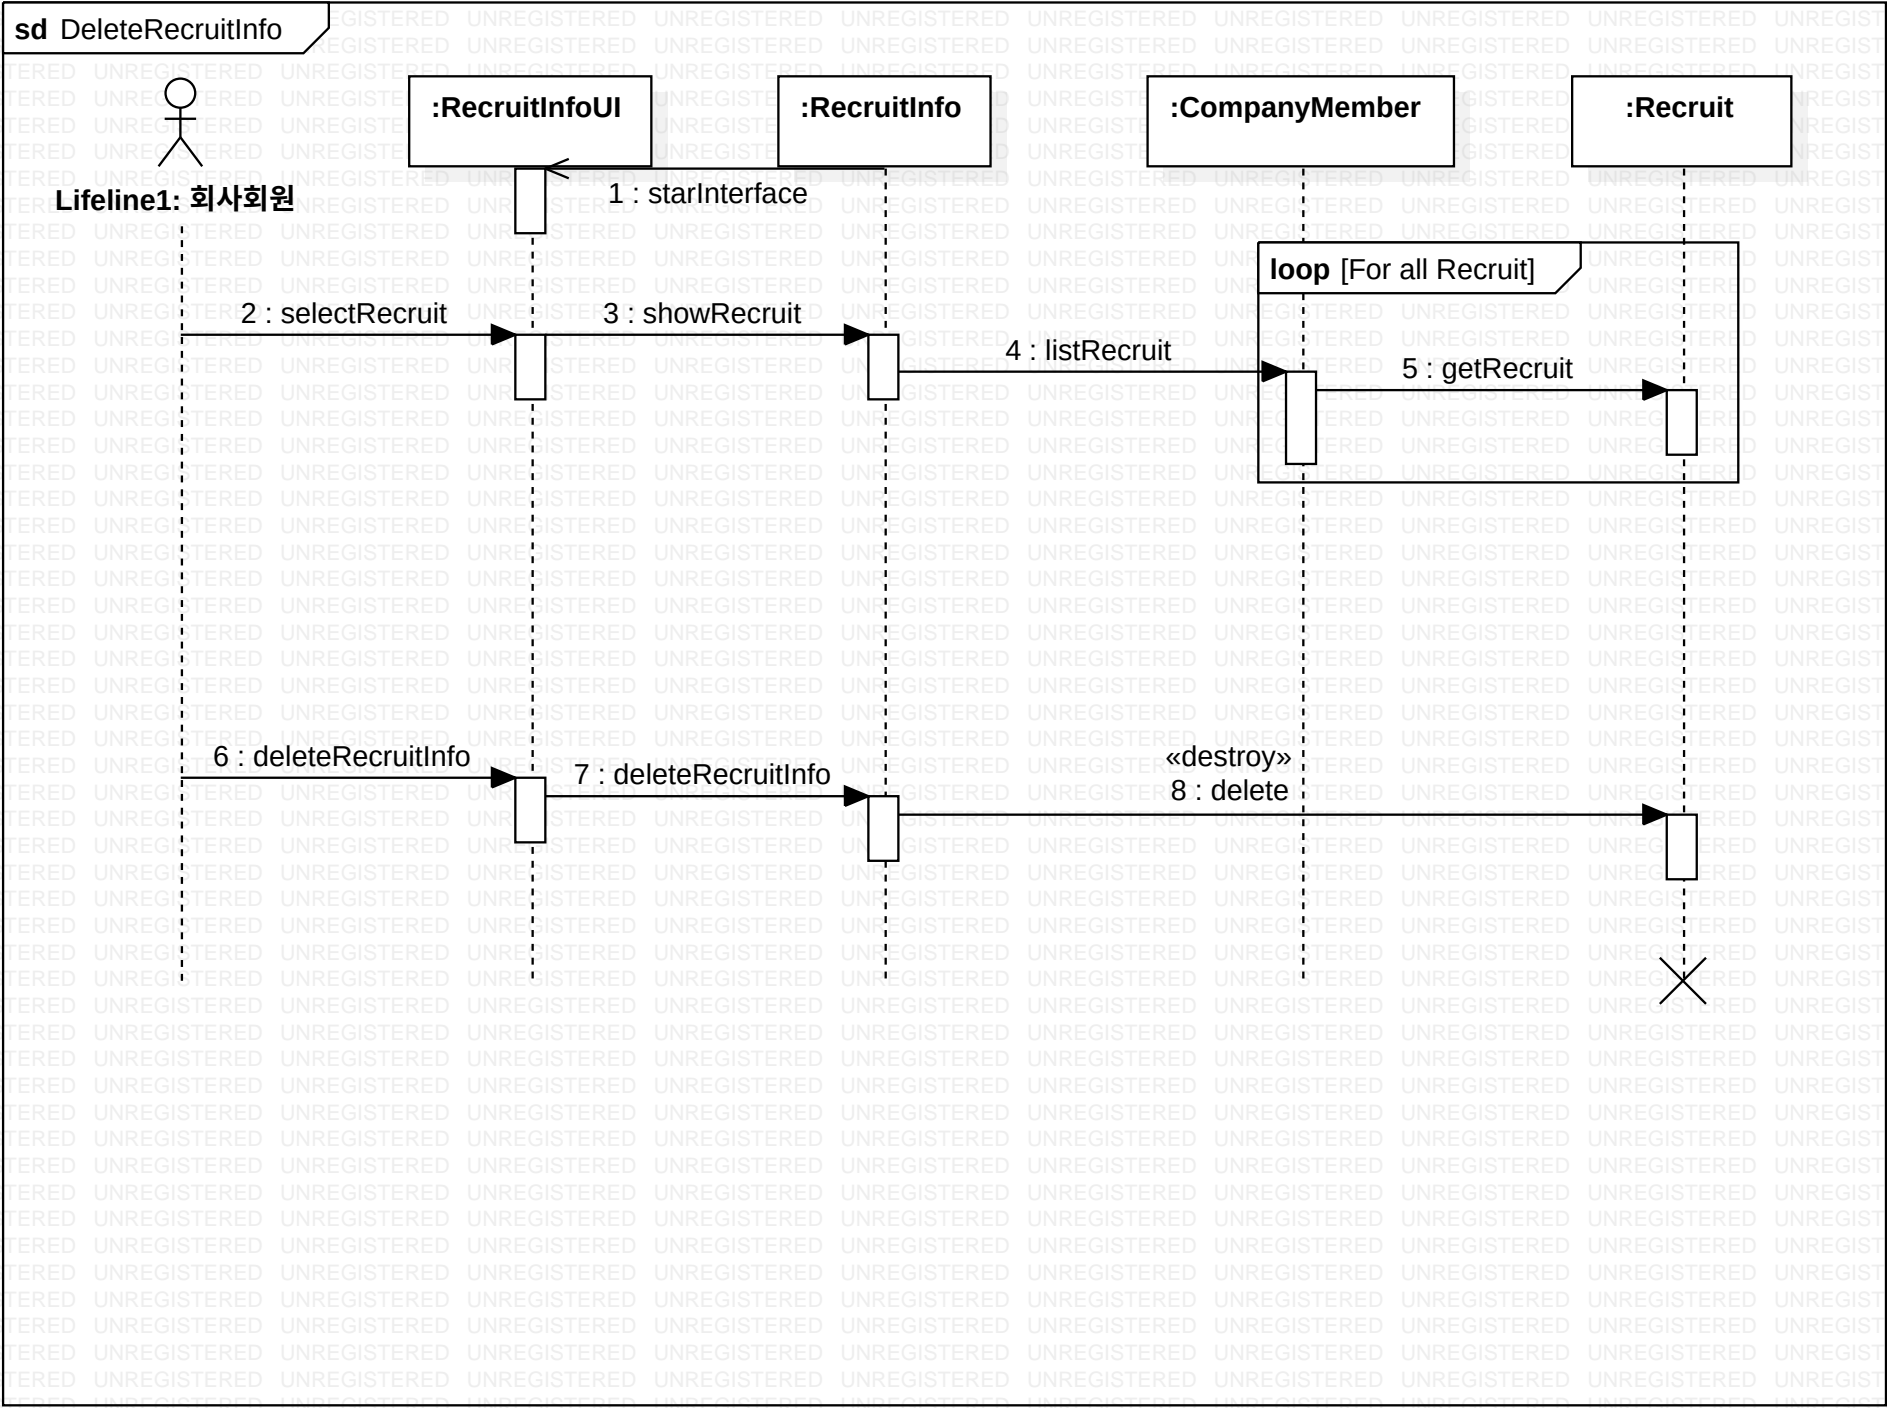 sd DeleteRecruitInfo
:RecruitInfoUI
:RecruitInfo
:CompanyMember
:Recruit
Lifeline1: 회사회원
1 : starInterface
loop [For all Recruit]
2 : selectRecruit
3 : showRecruit
4 : listRecruit
5 : getRecruit
6 : deleteRecruitInfo
7 : deleteRecruitInfo
«destroy»
8 : delete
UNREGISTERED